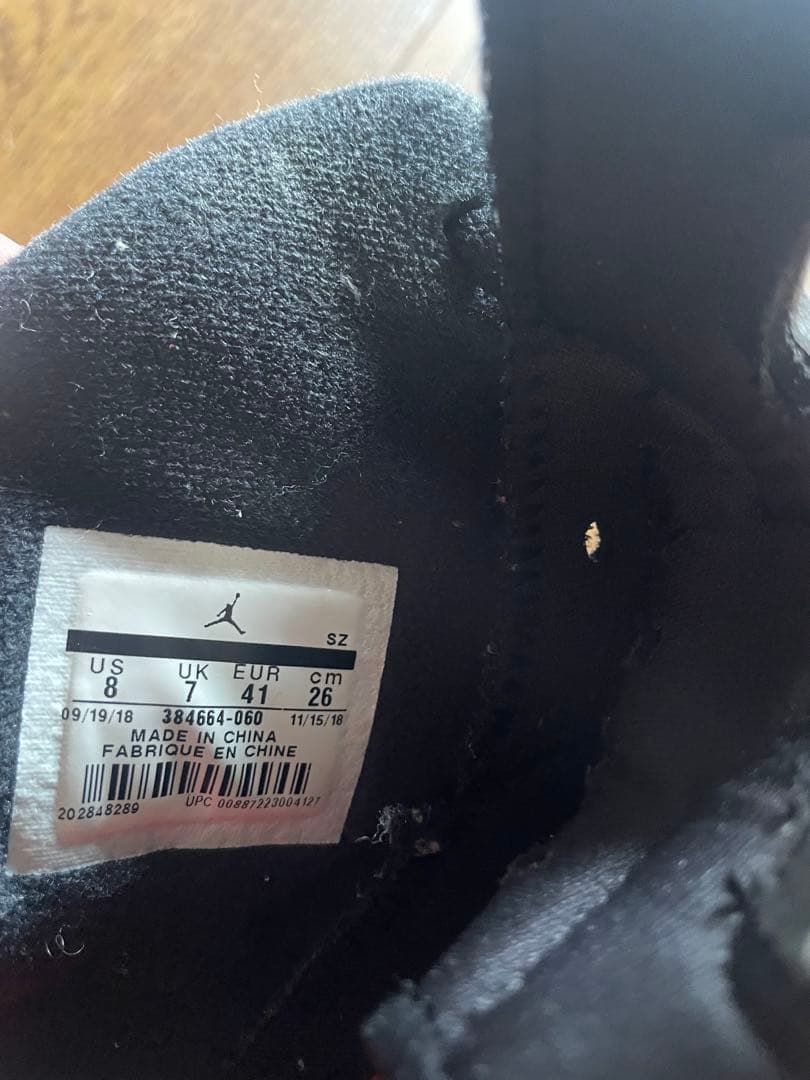 SZ
US UK EUR cm
8 7 41 26
09/19/18 384664-060 11/15/18
MADE IN CHINA
FABRIQUE EN CHINE
202848289 UPC 00887223004127